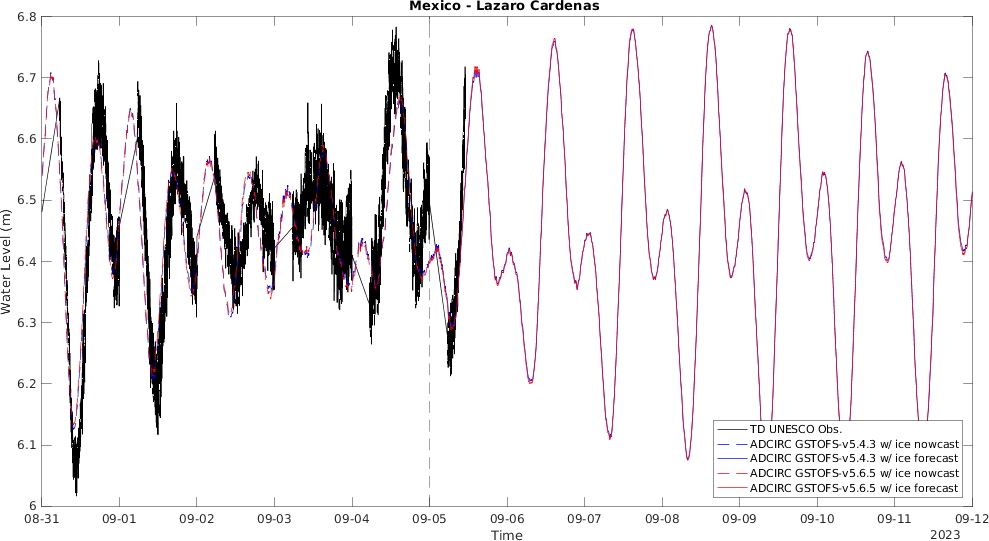 Mexico - Lazaro Cardenas
6.8
6.7
6.6
6.5
6.4
6.3
6.2
6.1
6
Water Level (m)
TD UNESCO Obs.
ADCIRC GSTOFS-v5.4.3 w/ ice nowcast
ADCIRC GSTOFS-v5.4.3 w/ ice forecast
ADCIRC GSTOFS-v5.6.5 w/ ice nowcast
ADCIRC GSTOFS-v5.6.5 w/ ice forecast
08-31 09-01 09-02 09-03 09-04 09-05 09-06 09-07 09-08 09-09 09-10 09-11 09-12
Time 2023